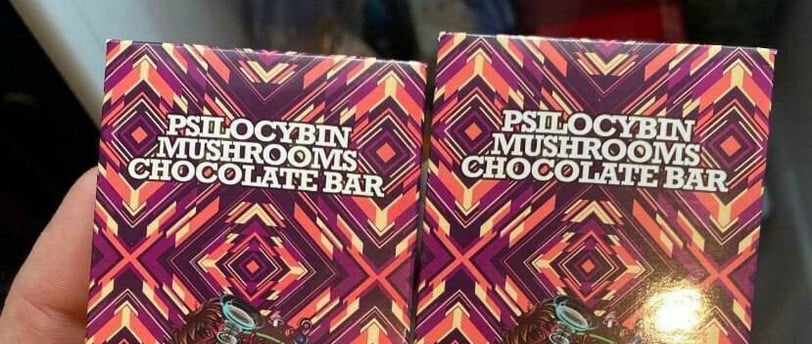 PSILOCYBIN
MUSHROOMS
CHOCOLATE BAR
PSILOCYBIN
MUSHROOMS
CHOCOLATE BAR